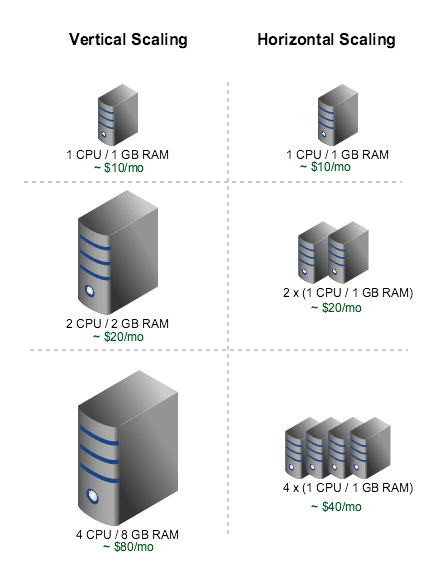 Vertical Scaling
Horizontal Scaling
1 CPU / 1 GB RAM
~ $10/mo
1 CPU / 1 GB RAM
~ $10/mo
2 CPU / 2 GB RAM
~ $20/mo
2 x (1 CPU / 1 GB RAM)
~ $20/mo
4 CPU / 8 GB RAM
~ $80/mo
4 x (1 CPU / 1 GB RAM)
~ $40/mo